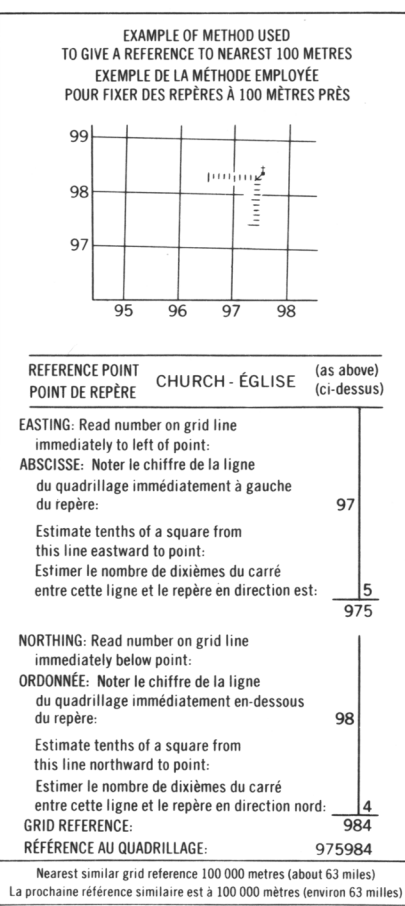 EXAMPLE OF METHOD USED
TO GIVE A REFERENCE TO NEAREST 100 METRES
EXEMPLE DE LA MÉTHODE EMPLOYÉE
POUR FIXER DES REPÈRES À 100 MÈTRES PRÈS
99
98
97
95 96 97 98
REFERENCE POINT
POINT DE REPÈRE
CHURCH - ÉGLISE
(as above)
(ci-dessus)
EASTING: Read number on grid line
immediately to left of point:
ABSCISSE: Noter le chiffre de la ligne
du quadrillage immédiatement à gauche
du repère: 97
Estimate tenths of a square from
this line eastward to point:
Estimer le nombre de dixièmes du carré
entre cette ligne et le repère en direction est: 5
975
NORTHING: Read number on grid line
immediately below point:
ORDONNÉE: Noter le chiffre de la ligne
du quadrillage immédiatement en-dessous
du repère: 98
Estimate tenths of a square from
this line northward to point:
Estimer le nombre de dixièmes du carré
entre cette ligne et le repère en direction nord: 4
GRID REFERENCE: 984
RÉFÉRENCE AU QUADRILLAGE: 975984
Nearest similar grid reference 100 000 metres (about 63 miles)
La prochaine référence similaire est à 100 000 mètres (environ 63 milles)